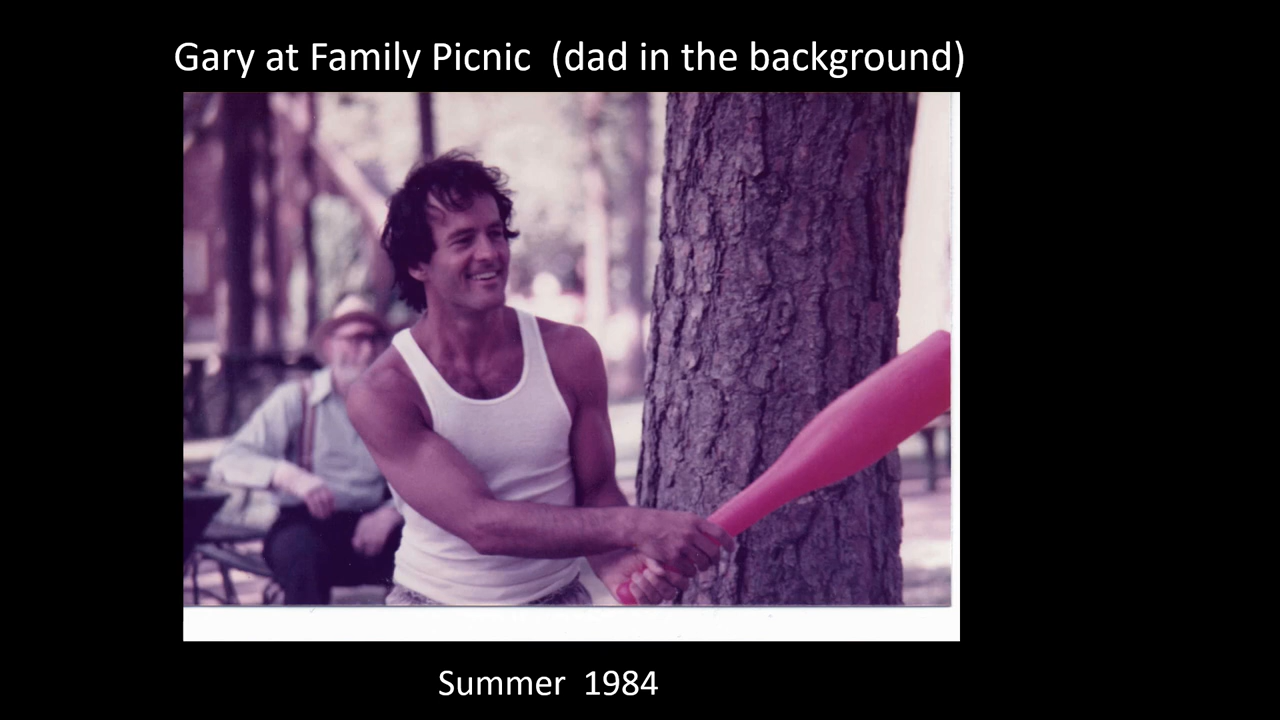 Gary at Family Picnic  (dad in the background)
Summer  1984